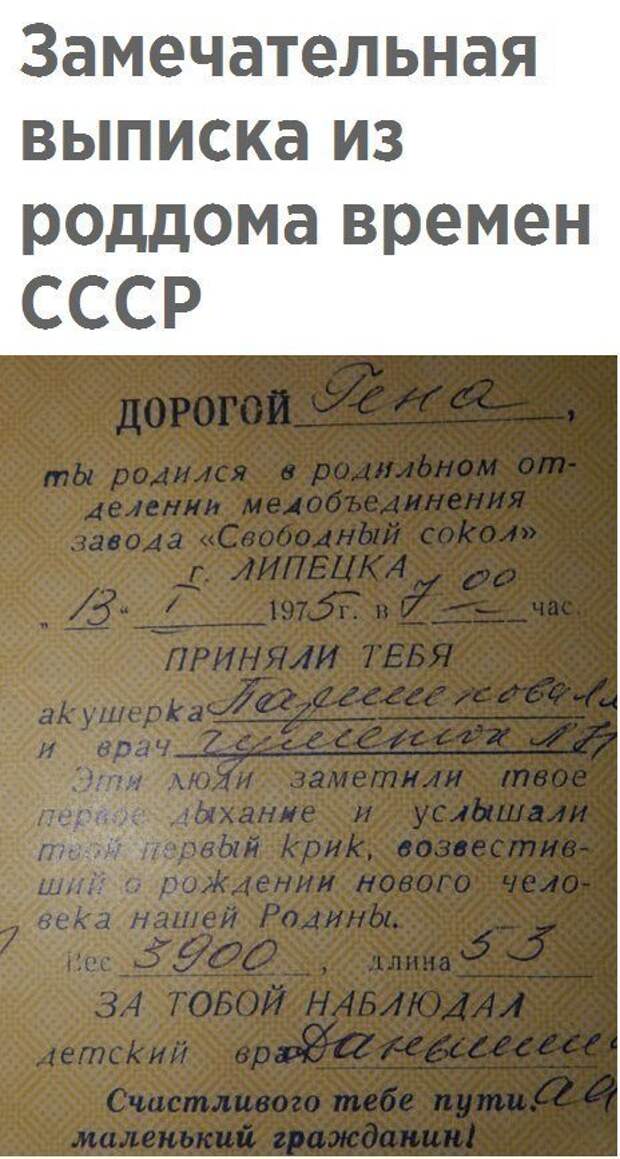 Замечательная
выписка из
роддома времен
СССР
ДОРОГОЙ Гена,
ты родился в родильном от-
делении медобъединения
завода «Свободный сокол»
г. ЛИПЕЦКА
„13“ I 1975г. в 7 00 час.
ПРИНЯЛИ ТЕБЯ
акушерка
и врач
Эти люди заметили твое
первое дыхание и услышали
твой первый крик, возвестив-
ший о рождении нового чело-
века нашей Родины.
Вес 3900, длина 53
ЗА ТОБОЙ НАБЛЮДАЛ
детский врач
Счастливого тебе пути,
маленький гражданин!